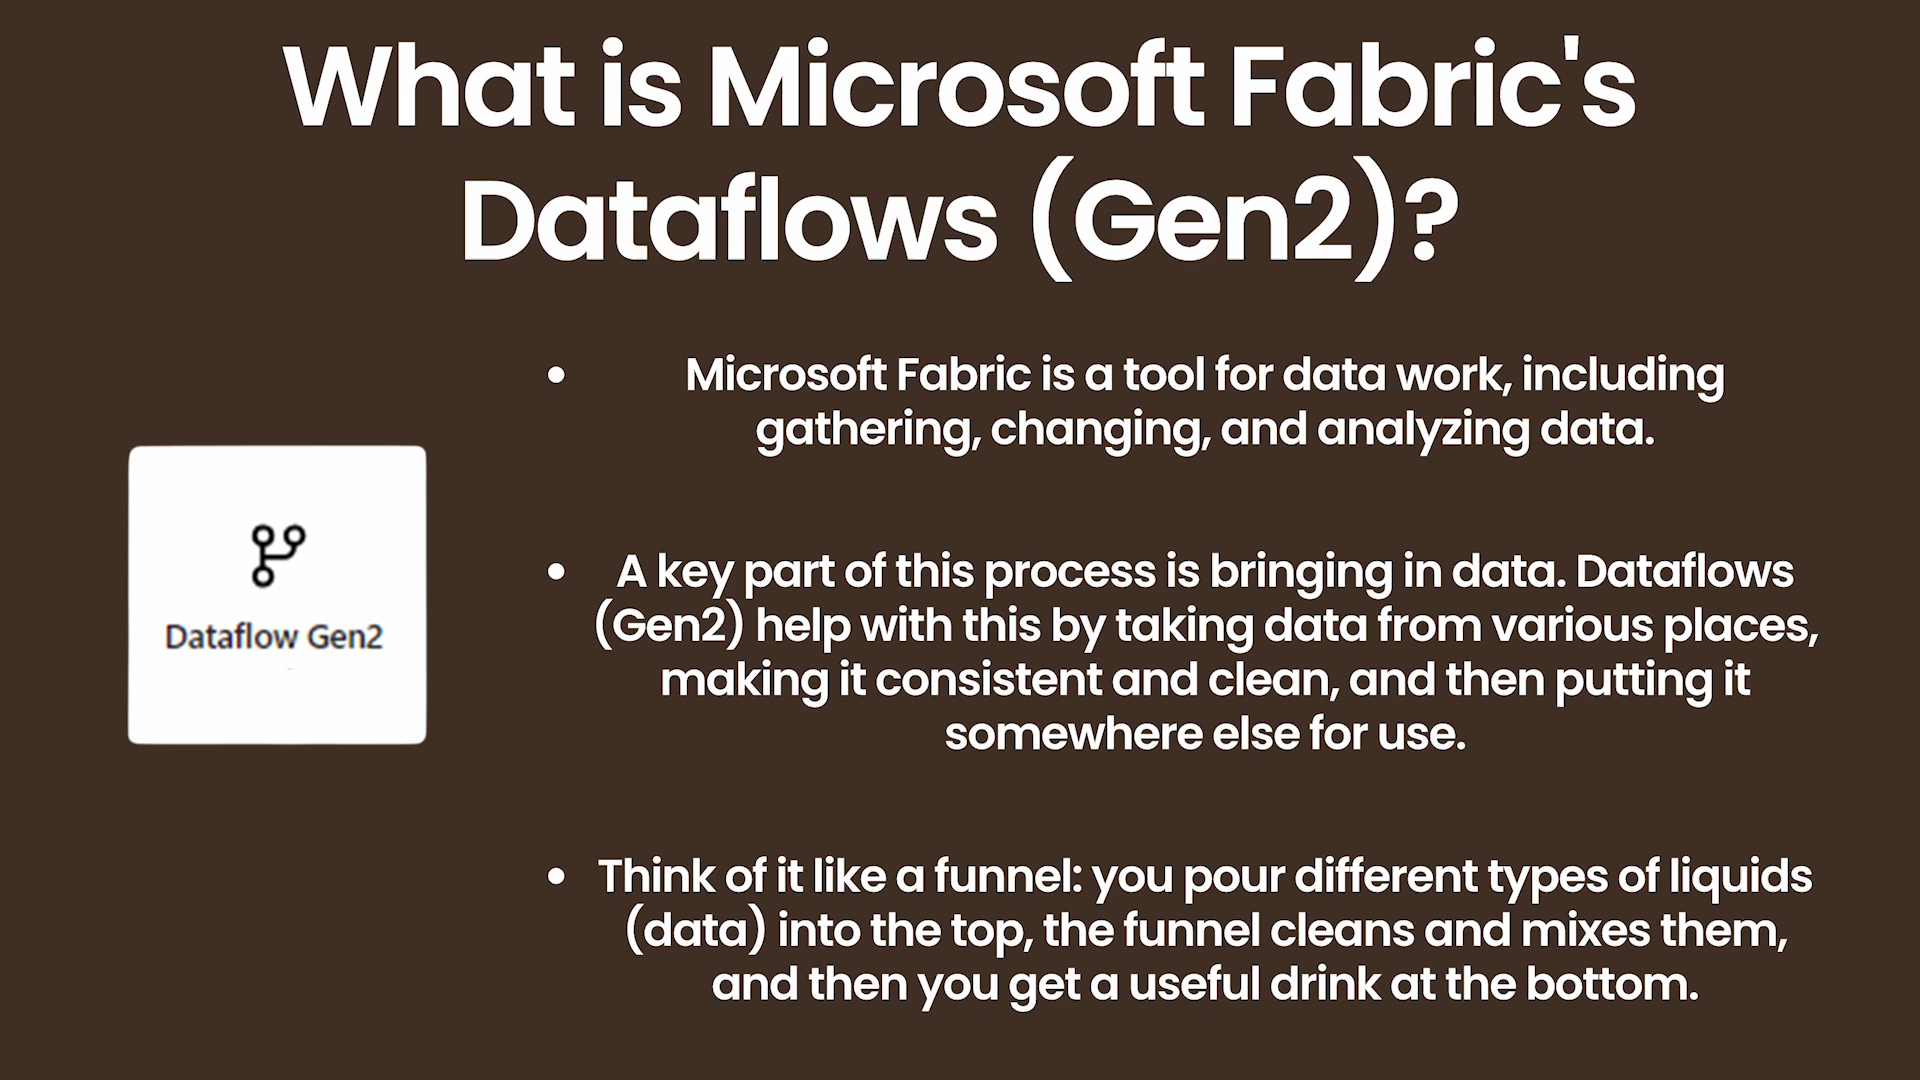 What is Microsoft Fabric's
Dataflows (Gen2)?
Dataflow Gen2
• Microsoft Fabric is a tool for data work, including
gathering, changing, and analyzing data.
• A key part of this process is bringing in data. Dataflows
(Gen2) help with this by taking data from various places,
making it consistent and clean, and then putting it
somewhere else for use.
• Think of it like a funnel: you pour different types of liquids
(data) into the top, the funnel cleans and mixes them,
and then you get a useful drink at the bottom.